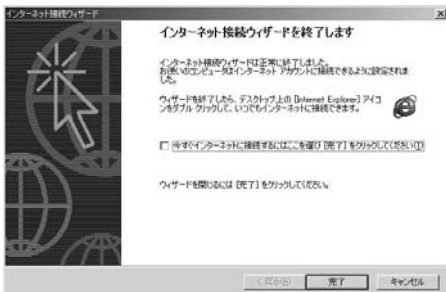 インターネット接続ウィザード
インターネット接続ウィザードを終了します
インターネット接続ウィザードは正常に終了しました。
お使いのコンピュータはインターネット アカウントに接続できるように設定されま
した。
ウィザードを終了したら、デスクトップ上の [Internet Explorer] アイコ
ンをダブル クリックして、いつでもインターネットに接続できます。
今すぐインターネットに接続するにはここを選び [完了] をクリックしてください(I)
ウィザードを閉じるには [完了] をクリックしてください。
< 戻る(B)
完了
キャンセル